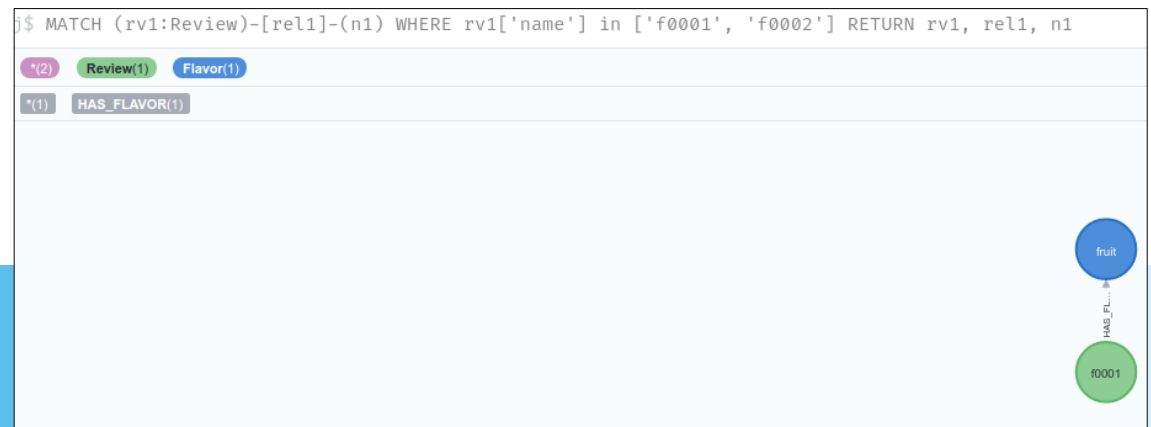 j$ MATCH (rv1:Review)-[rel1]-(n1) WHERE rv1['name'] in ['f0001', 'f0002'] RETURN rv1, rel1, n1
*(2) Review(1) Flavor(1)
*(1) HAS_FLAVOR(1)
fruit
HAS_FL...
f0001